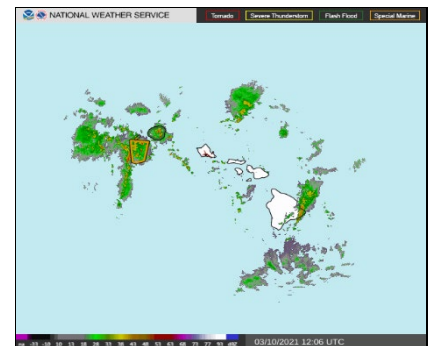 NATIONAL WEATHER SERVICE
Tornado
Severe Thunderstorm
Flash Flood
Special Marine
03/10/2021 12:06 UTC